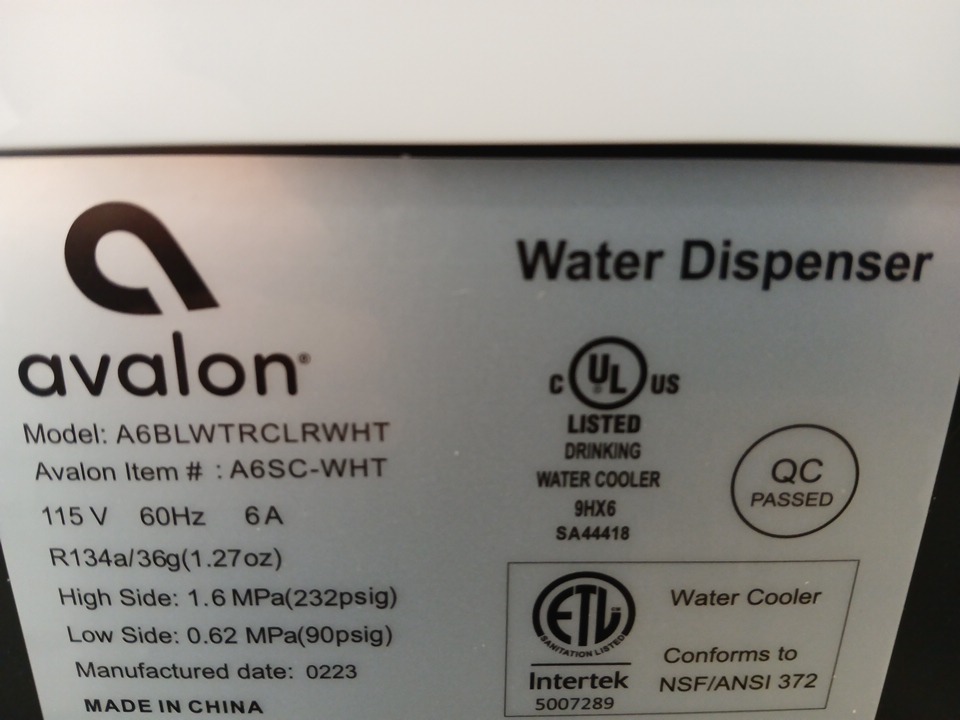 avalon®
Model: A6BLWTRCLRWHT
Avalon Item # : A6SC-WHT
115 V 60Hz 6A
R134a/36g(1.27oz)
High Side: 1.6 MPa(232psig)
Low Side: 0.62 MPa(90psig)
Manufactured date: 0223
MADE IN CHINA
Water Dispenser
C UL US
LISTED
DRINKING
WATER COOLER
9HX6
SA44418
QC
PASSED
ETL
SANITATION LISTED
Intertek
5007289
Water Cooler
Conforms to
NSF/ANSI 372